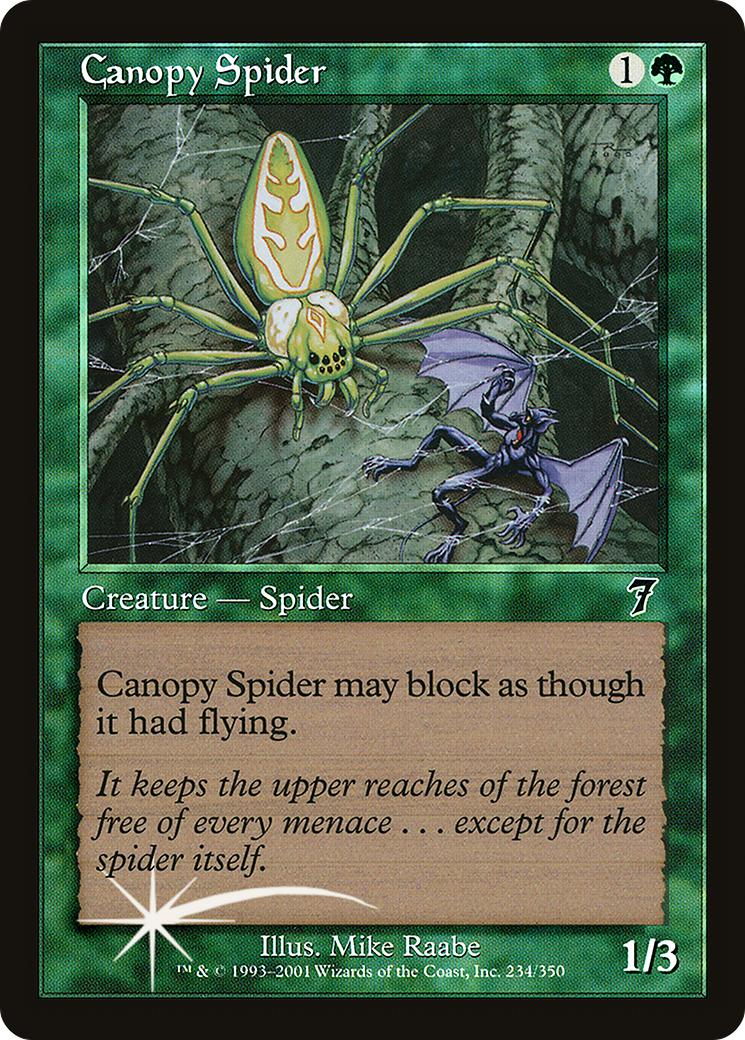 Canopy Spider 1
Creature — Spider 7
Canopy Spider may block as though
it had flying.
It keeps the upper reaches of the forest
free of every menace . . . except for the
spider itself.
Illus. Mike Raabe
™ & © 1993–2001 Wizards of the Coast, Inc. 234/350
1/3